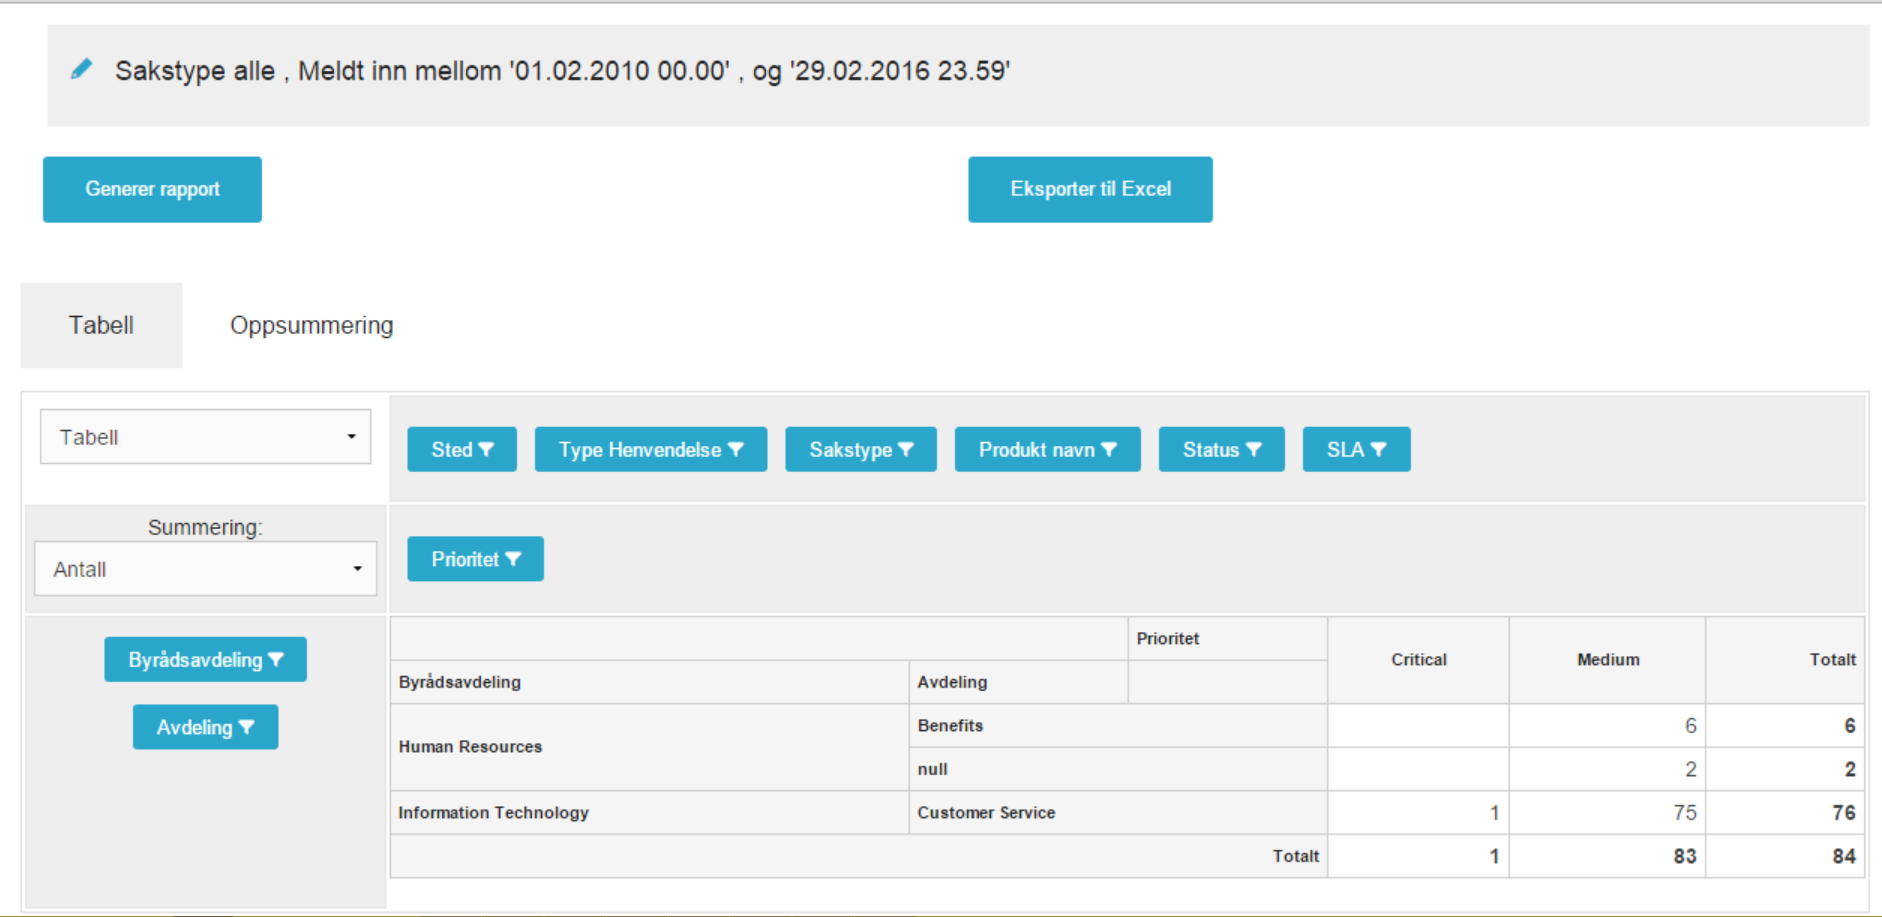 Sakstype alle , Meldt inn mellom '01.02.2010 00.00' , og '29.02.2016 23.59'
Generer rapport
Eksporter til Excel
Tabell
Oppsummering
Tabell
Sted
Type Henvendelse
Sakstype
Produkt navn
Status
SLA
Summering:
Antall
Prioritet
Byrådsavdeling
Avdeling
Prioritet
Critical
Medium
Totalt
Byrådsavdeling
Avdeling
Human Resources
Benefits
6
6
null
2
2
Information Technology
Customer Service
1
75
76
Totalt
1
83
84